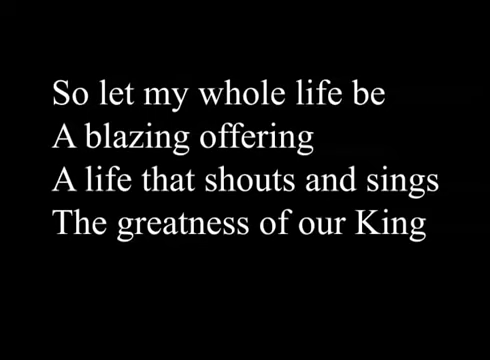 So let my whole life be
A blazing offering
A life that shouts and sings
The greatness of our King